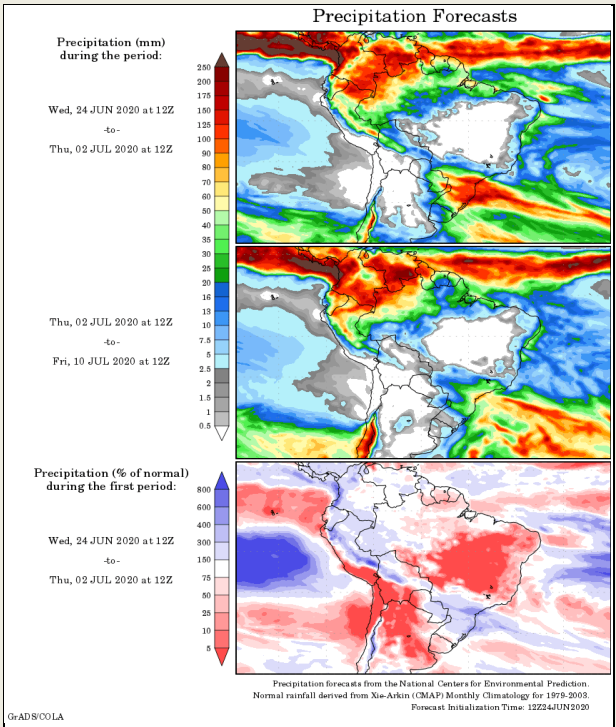 Precipitation Forecasts
Precipitation (mm)
during the period:
Wed, 24 JUN 2020 at 12Z
-to-
Thu, 02 JUL 2020 at 12Z
250
200
175
150
125
100
90
80
70
60
50
40
35
30
25
20
16
13
10
7.5
5
2.5
2
1.5
1
0.5
Thu, 02 JUL 2020 at 12Z
-to-
Fri, 10 JUL 2020 at 12Z
Precipitation (% of normal)
during the first period:
Wed, 24 JUN 2020 at 12Z
-to-
Thu, 02 JUL 2020 at 12Z
800
600
400
300
150
75
50
25
10
5
Precipitation forecasts from the National Centers for Environmental Prediction.
Normal rainfall derived from Xie-Arkin (CMAP) Monthly Climatology for 1979-2003.
Forecast Initialization Time: 12Z24JUN2020
GrADS/COLA